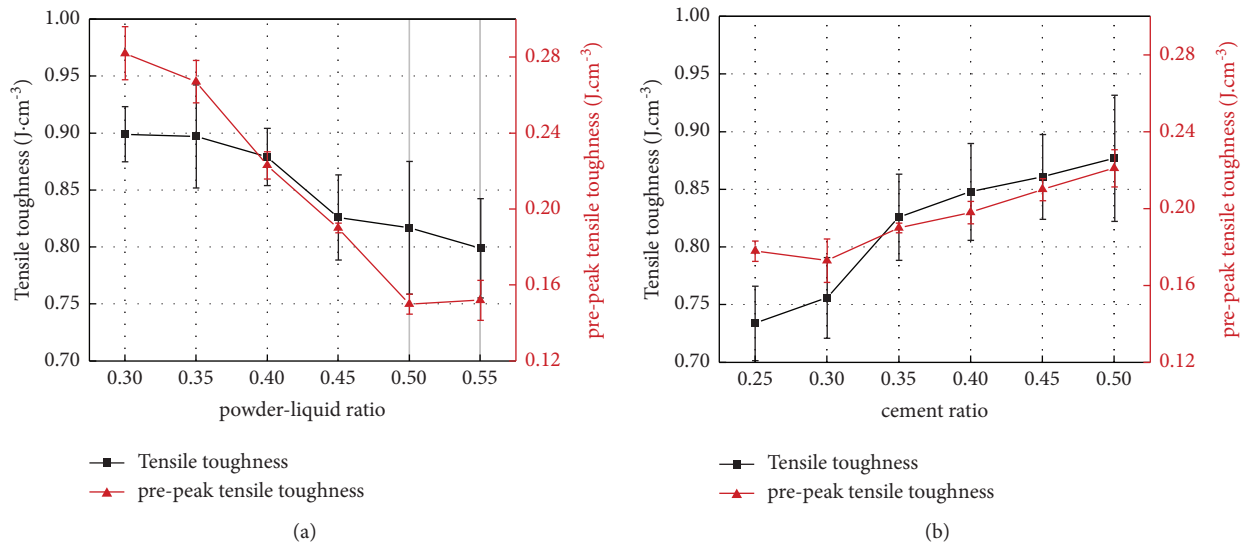 1.00
0.95
0.90
0.85
0.80
0.75
0.70
Tensile toughness (J·cm⁻³)
0.28
0.24
0.20
0.16
0.12
pre-peak tensile toughness (J.cm⁻³)
0.30 0.35 0.40 0.45 0.50 0.55
powder-liquid ratio
Tensile toughness
pre-peak tensile toughness
(a)
1.00
0.95
0.90
0.85
0.80
0.75
0.70
Tensile toughness (J.cm⁻³)
0.28
0.24
0.20
0.16
0.12
pre-peak tensile toughness (J.cm⁻³)
0.25 0.30 0.35 0.40 0.45 0.50
cement ratio
Tensile toughness
pre-peak tensile toughness
(b)